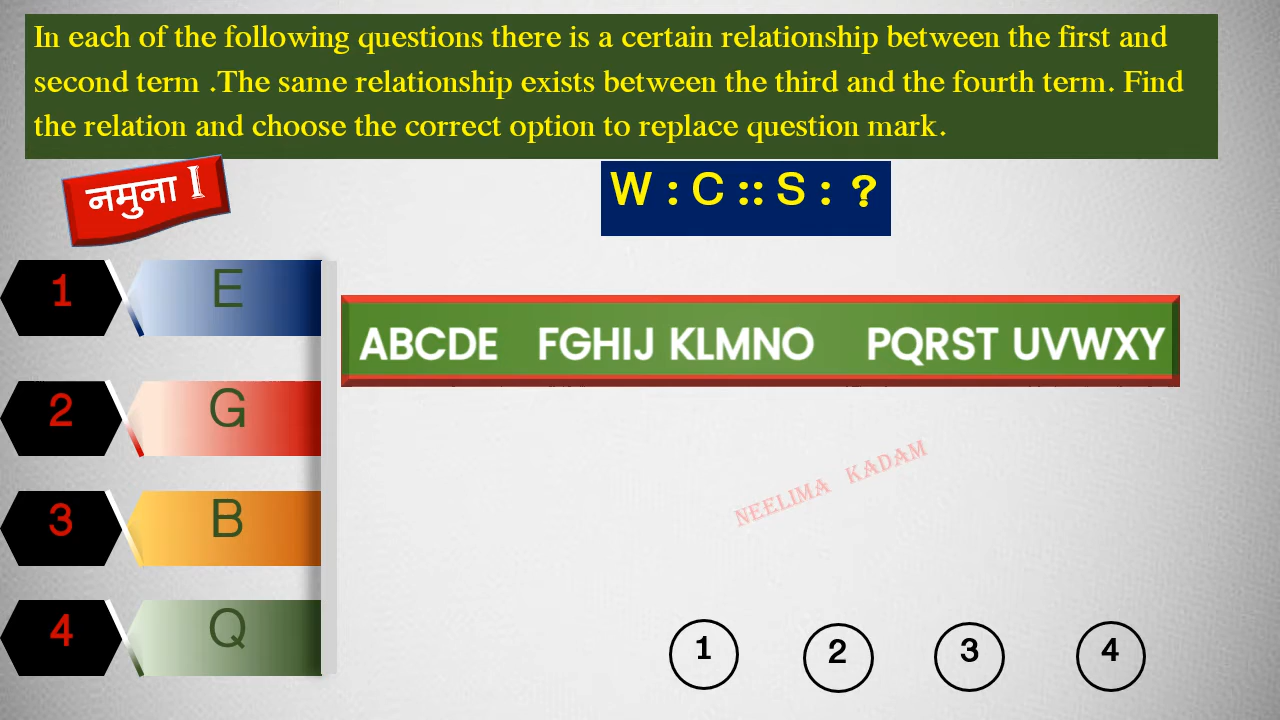 In each of the following questions there is a certain relationship between the first and
second term .The same relationship exists between the third and the fourth term. Find
the relation and choose the correct option to replace question mark.
नमुना I
W : C :: S : ?
1 E
ABCDE FGHIJ KLMNO PQRST UVWXY
2 G
NEELIMA KADAM
3 B
4 Q
1 2 3 4